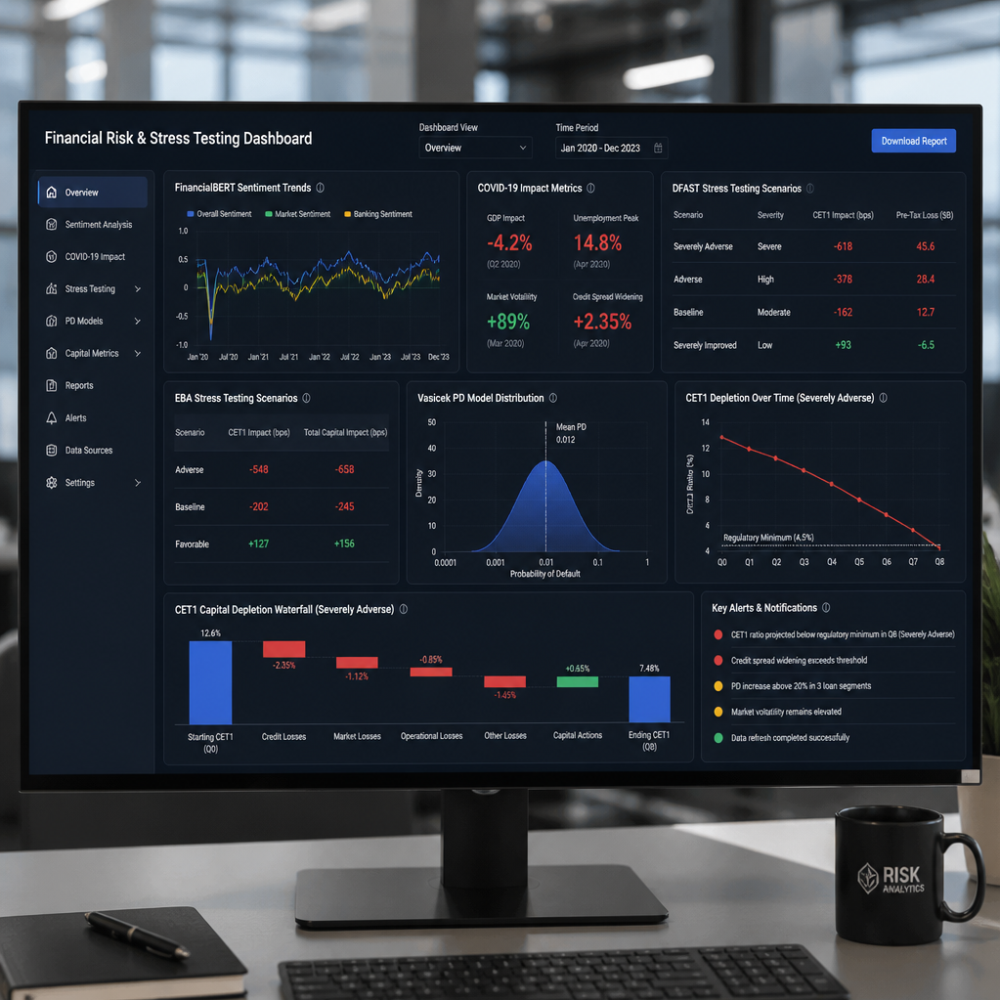 Financial Risk & Stress Testing Dashboard
Dashboard View
Overview
Time Period
Jan 2020 - Dec 2023
Download Report
Overview
Sentiment Analysis
COVID-19 Impact
Stress Testing
PD Models
Capital Metrics
Reports
Alerts
Data Sources
Settings
FinancialBERT Sentiment Trends
Overall Sentiment Market Sentiment Banking Sentiment
1.0
0.5
0
-0.5
-1.0
Jan '20 Jul '20 Jan '21 Jul '21 Jan '22 Jul '22 Jan '23 Jul '23 Dec '23
COVID-19 Impact Metrics
GDP Impact
-4.2%
(Q2 2020)
Unemployment Peak
14.8%
(Apr 2020)
Market Volatility
+89%
(Mar 2020)
Credit Spread Widening
+2.35%
(Apr 2020)
DFAST Stress Testing Scenarios
Scenario Severity CET1 Impact (bps) Pre-Tax Loss ($B)
Severely Adverse Severe -618 45.6
Adverse High -378 28.4
Baseline Moderate -162 12.7
Severely Improved Low +93 -6.5
EBA Stress Testing Scenarios
Scenario CET1 Impact (bps) Total Capital Impact (bps)
Adverse -548 -658
Baseline -202 -245
Favorable +127 +156
Vasicek PD Model Distribution
Mean PD
0.012
Density
50
40
30
20
10
0
0.0001 0.001 0.01 0.1 1
Probability of Default
CET1 Depletion Over Time (Severely Adverse)
Ratio (%)
14
12
10
8
4
4
Regulatory Minimum (4.5%)
Q0 Q1 Q2 Q3 Q4 Q5 Q6 Q7 Q8
CET1 Capital Depletion Waterfall (Severely Adverse)
12.6%
-2.35%
-1.12%
-0.85%
-1.45%
+0.65%
7.48%
Starting CET1 Credit Losses Market Losses Operational Losses Other Losses Capital Actions Ending CET1
(Q0) (Q8)
Key Alerts & Notifications
CET1 ratio projected below regulatory minimum in Q8 (Severely Adverse)
Credit spread widening exceeds threshold
PD increase above 20% in 3 loan segments
Market volatility remains elevated
Data refresh completed successfully
RISK
ANALYTICS